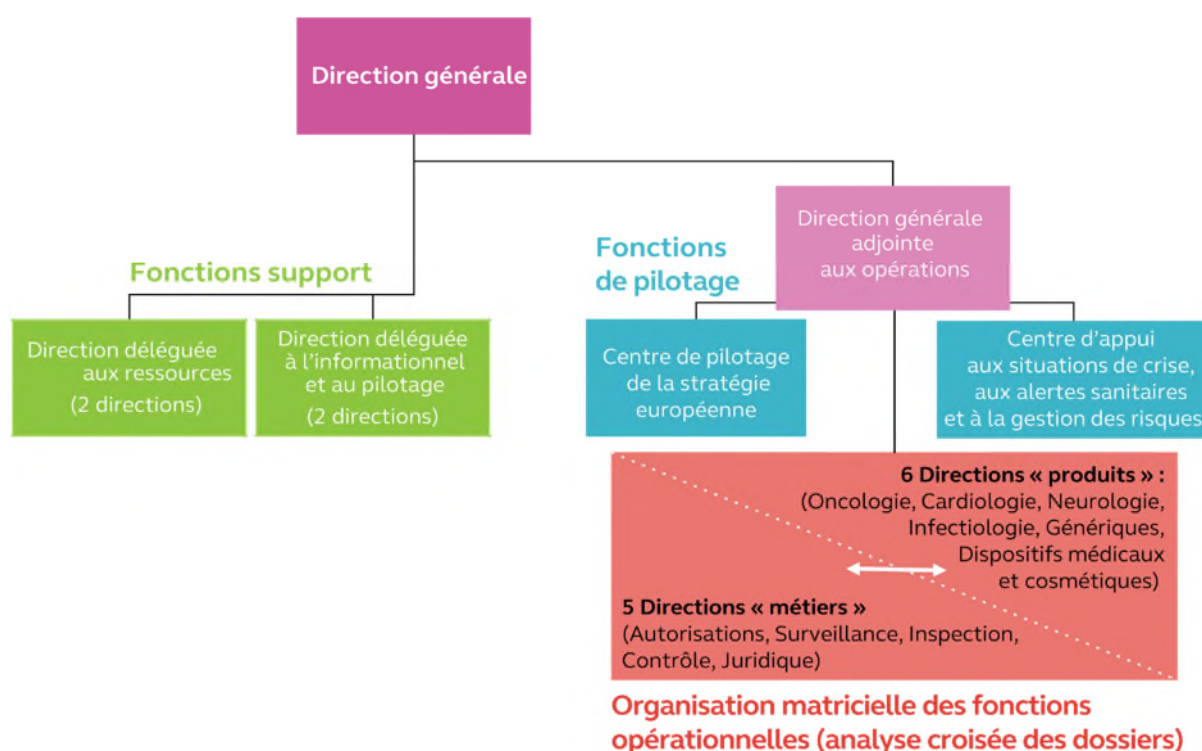 Direction générale
Direction générale
adjointe
aux opérations
Fonctions support
Fonctions
de pilotage
Direction déléguée
aux ressources
(2 directions)
Direction déléguée
à l’informationnel
et au pilotage
(2 directions)
Centre de pilotage
de la stratégie
européenne
Centre d’appui
aux situations de crise,
aux alertes sanitaires
et à la gestion des risques
6 Directions « produits » :
(Oncologie, Cardiologie, Neurologie,
Infectiologie, Génériques,
Dispositifs médicaux
et cosmétiques)
5 Directions « métiers »
(Autorisations, Surveillance, Inspection,
Contrôle, Juridique)
Organisation matricielle des fonctions
opérationnelles (analyse croisée des dossiers)